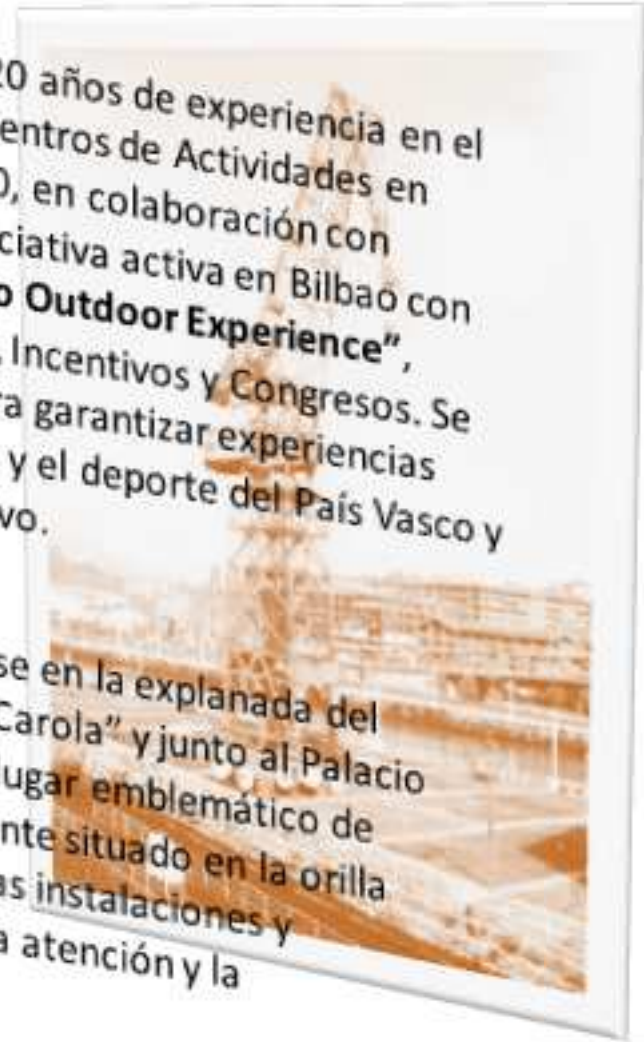 20 años de experiencia en el
entros de Actividades en
0, en colaboración con
ciativa activa en Bilbao con
o Outdoor Experience”,
, Incentivos y Congresos. Se
ra garantizar experiencias
y el deporte del País Vasco y
vo.
se en la explanada del
Carola” y junto al Palacio
ugar emblemático de
nte situado en la orilla
as instalaciones y
a atención y la